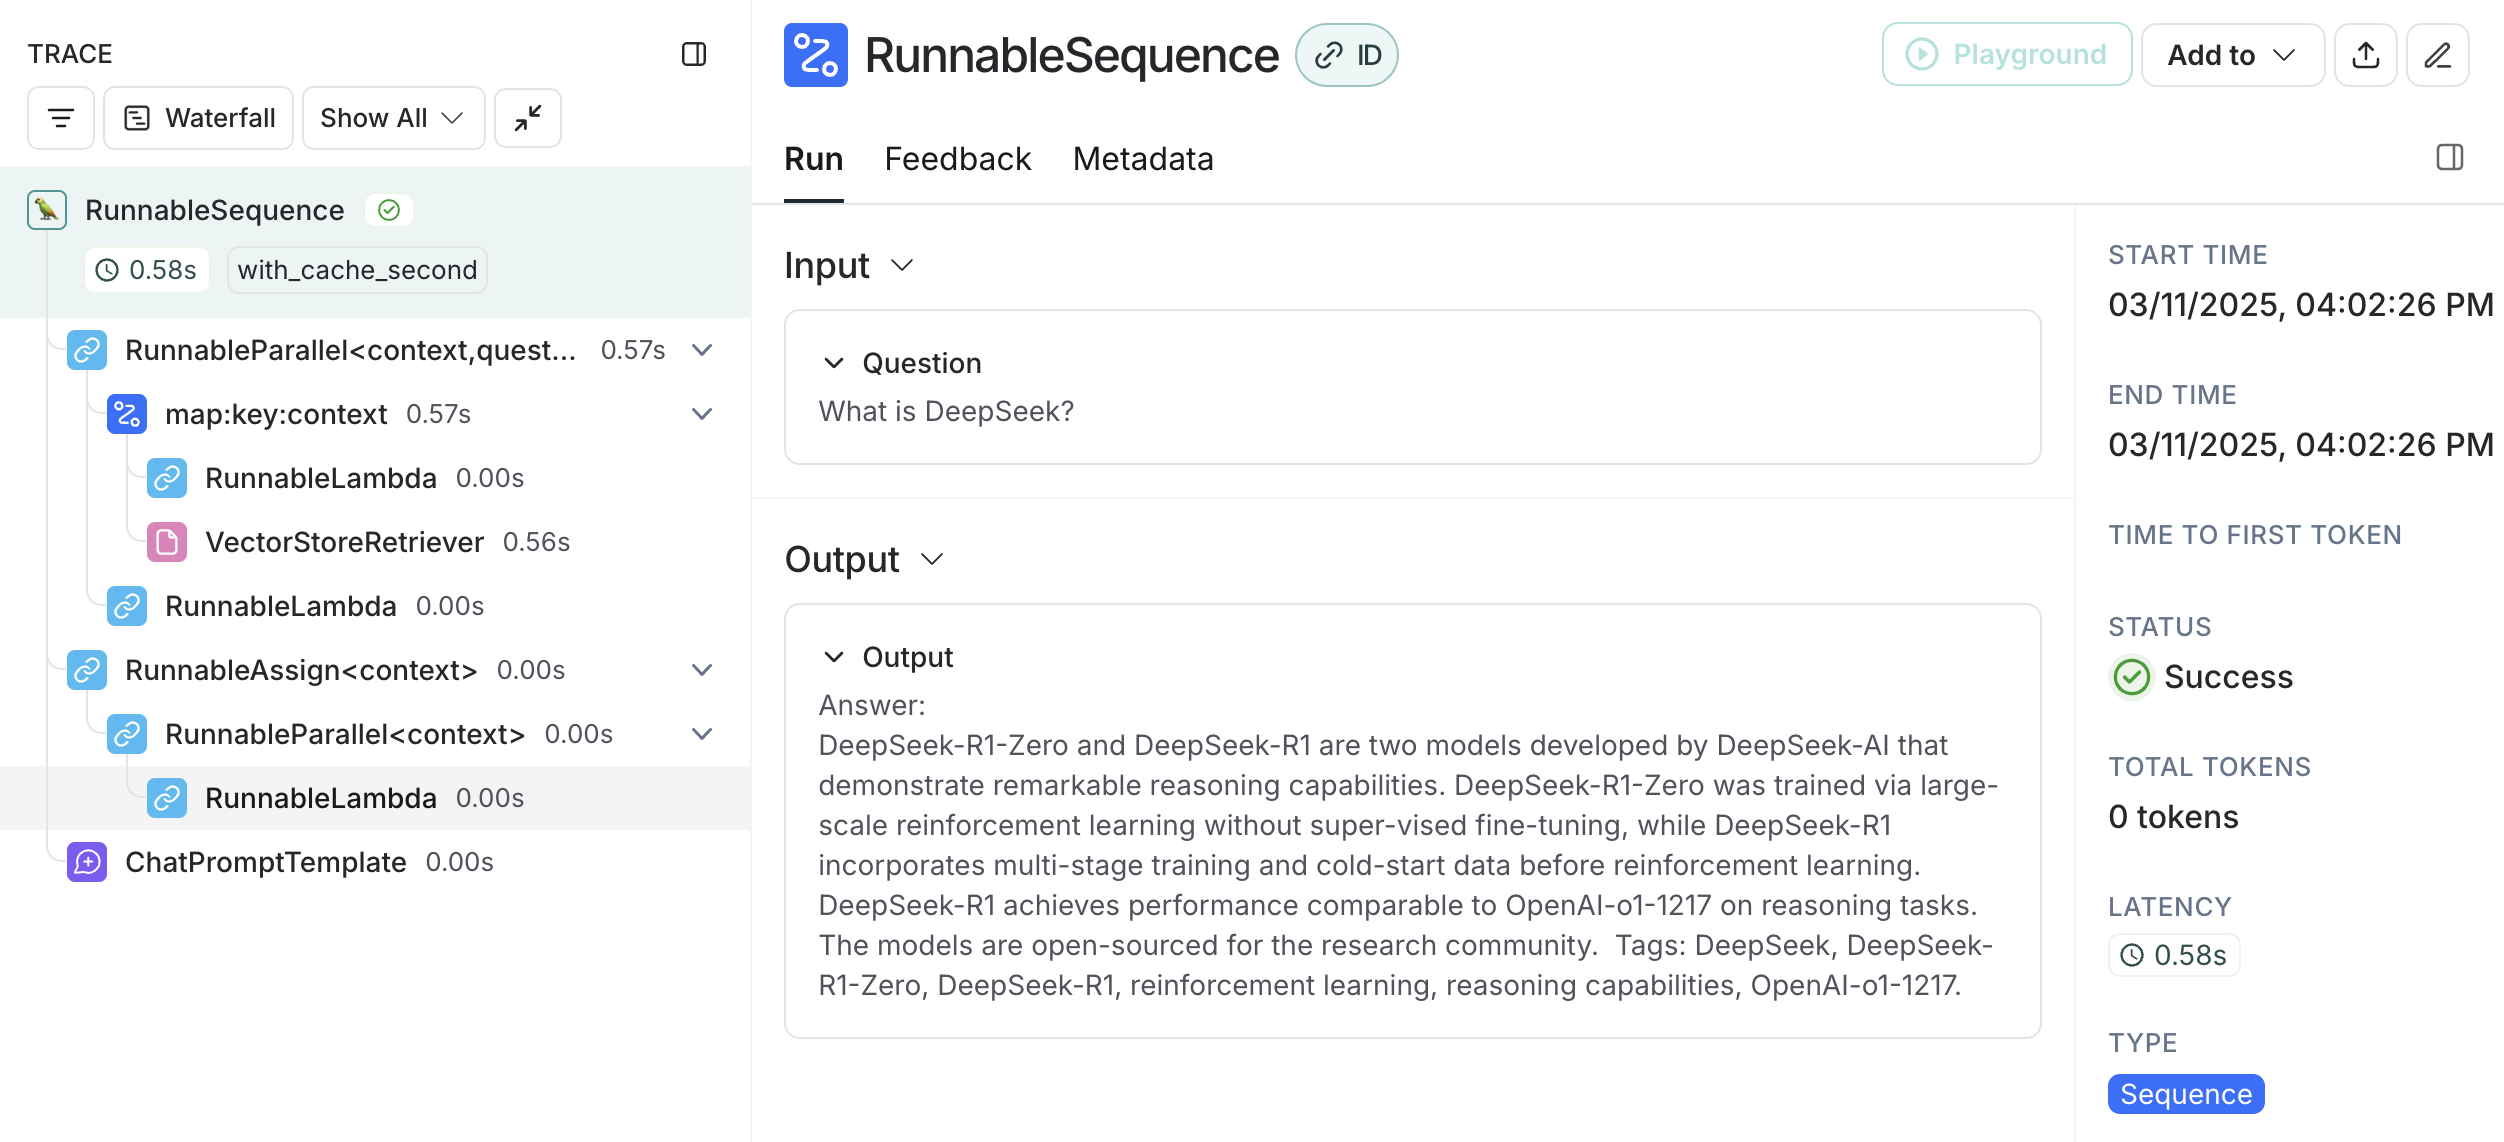 TRACE
Waterfall
Show All
RunnableSequence
0.58s
with_cache_second
RunnableParallel<context,quest... 0.57s
map:key:context 0.57s
RunnableLambda 0.00s
VectorStoreRetriever 0.56s
RunnableLambda 0.00s
RunnableAssign<context> 0.00s
RunnableParallel<context> 0.00s
RunnableLambda 0.00s
ChatPromptTemplate 0.00s
RunnableSequence
ID
Playground
Add to
Run Feedback Metadata
Input
Question
What is DeepSeek?
Output
Output
Answer:
DeepSeek-R1-Zero and DeepSeek-R1 are two models developed by DeepSeek-AI that
demonstrate remarkable reasoning capabilities. DeepSeek-R1-Zero was trained via large-
scale reinforcement learning without super-vised fine-tuning, while DeepSeek-R1
incorporates multi-stage training and cold-start data before reinforcement learning.
DeepSeek-R1 achieves performance comparable to OpenAI-o1-1217 on reasoning tasks.
The models are open-sourced for the research community.  Tags: DeepSeek, DeepSeek-
R1-Zero, DeepSeek-R1, reinforcement learning, reasoning capabilities, OpenAI-o1-1217.
START TIME
03/11/2025, 04:02:26 PM
END TIME
03/11/2025, 04:02:26 PM
TIME TO FIRST TOKEN
STATUS
Success
TOTAL TOKENS
0 tokens
LATENCY
0.58s
TYPE
Sequence